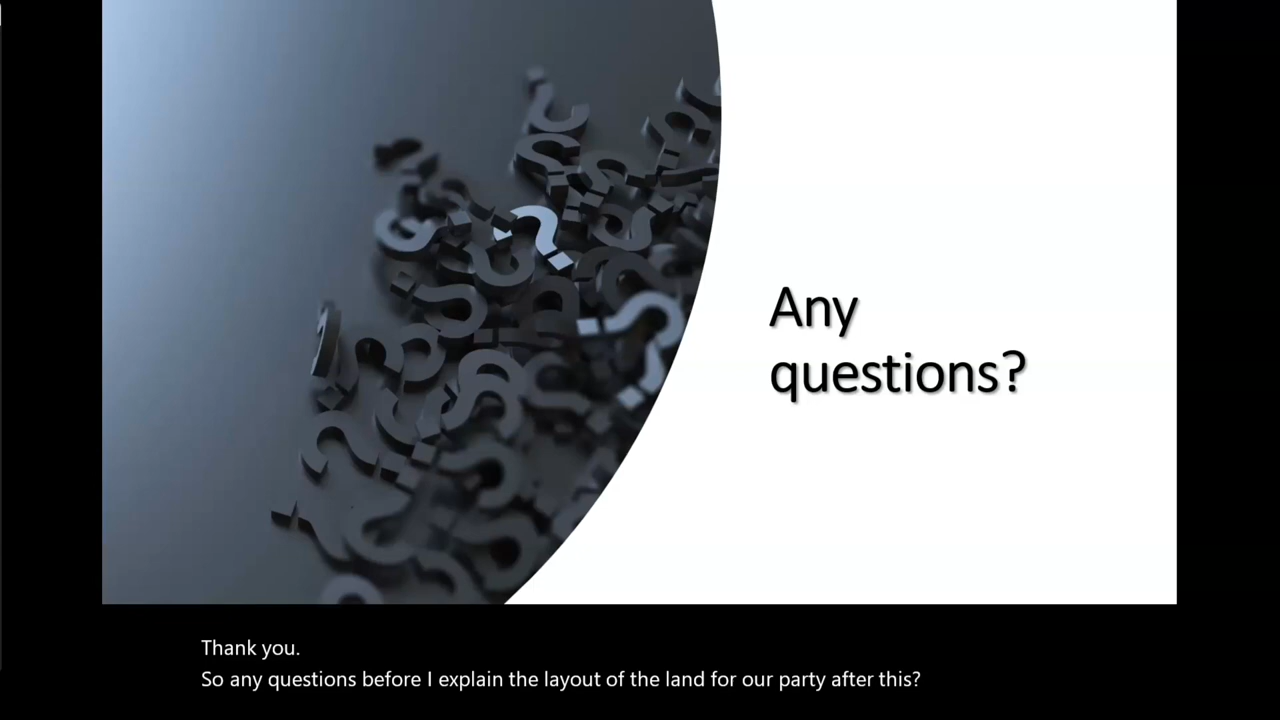 Any
questions?
Thank you.
So any questions before I explain the layout of the land for our party after this?